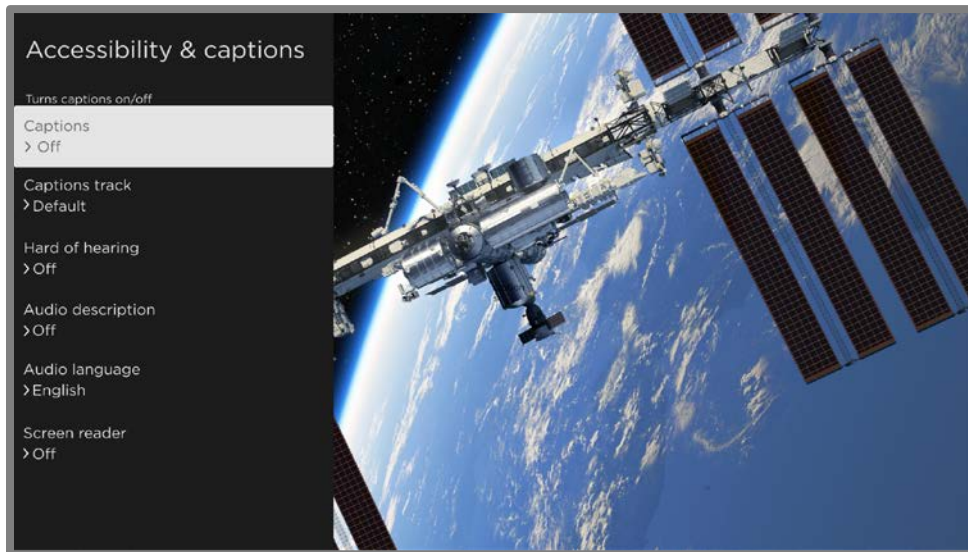 Accessibility & captions
Turns captions on/off
Captions
> Off
Captions track
> Default
Hard of hearing
> Off
Audio description
> Off
Audio language
> English
Screen reader
> Off